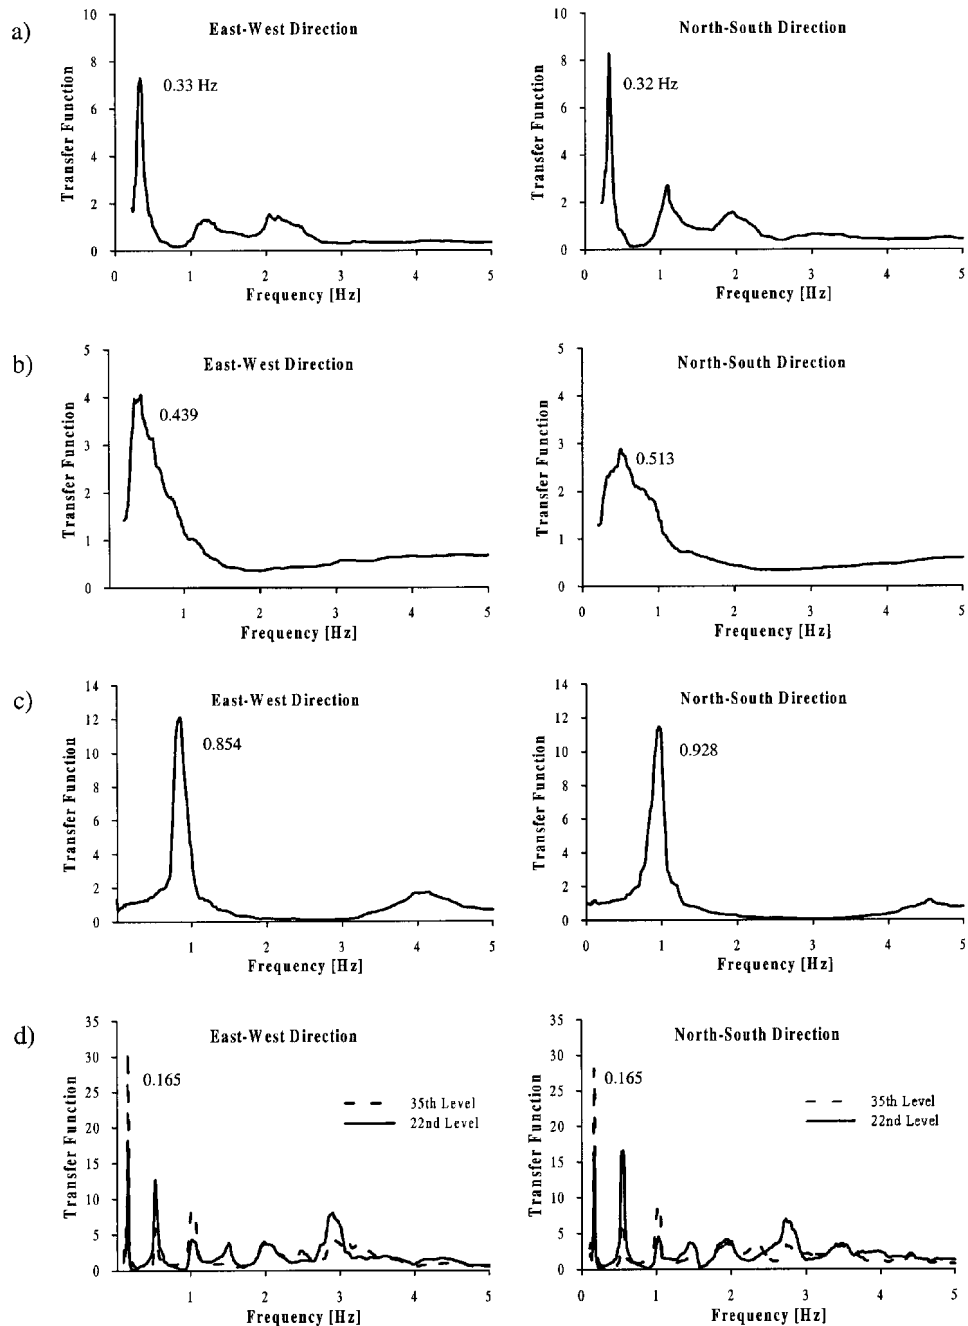 a)
East-West Direction
Transfer Function
10
8
6
4
2
0
0.33 Hz
0 1 2 3 4 5
Frequency [Hz]
North-South Direction
Transfer Function
10
8
6
4
2
0
0.32 Hz
0 1 2 3 4 5
Frequency [Hz]
b)
East-West Direction
Transfer Function
5
4
3
2
1
0
0.439
1 2 3 4 5
Frequency [Hz]
North-South Direction
Transfer Function
5
4
3
2
1
0
0.513
0 1 2 3 4 5
Frequency [Hz]
c)
East-West Direction
Transfer Function
14
12
10
8
6
4
2
0
0.854
1 2 3 4 5
Frequency [Hz]
North-South Direction
Transfer Function
14
12
10
8
6
4
2
0
0.928
0 1 2 3 4 5
Frequency [Hz]
d)
East-West Direction
Transfer Function
35
30
25
20
15
10
5
0
0.165
35th Level
22nd Level
1 2 3 4 5
Frequency [Hz]
North-South Direction
Transfer Function
35
30
25
20
15
10
5
0
0.165
35th Level
22nd Level
0 1 2 3 4 5
Frequency [Hz]